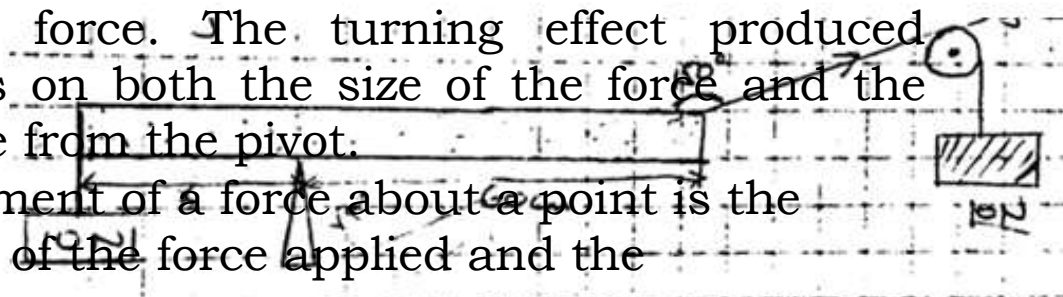 force. The turning effect produced
s on both the size of the force and the
e from the pivot.
ment of a force about a point is the
of the force applied and the